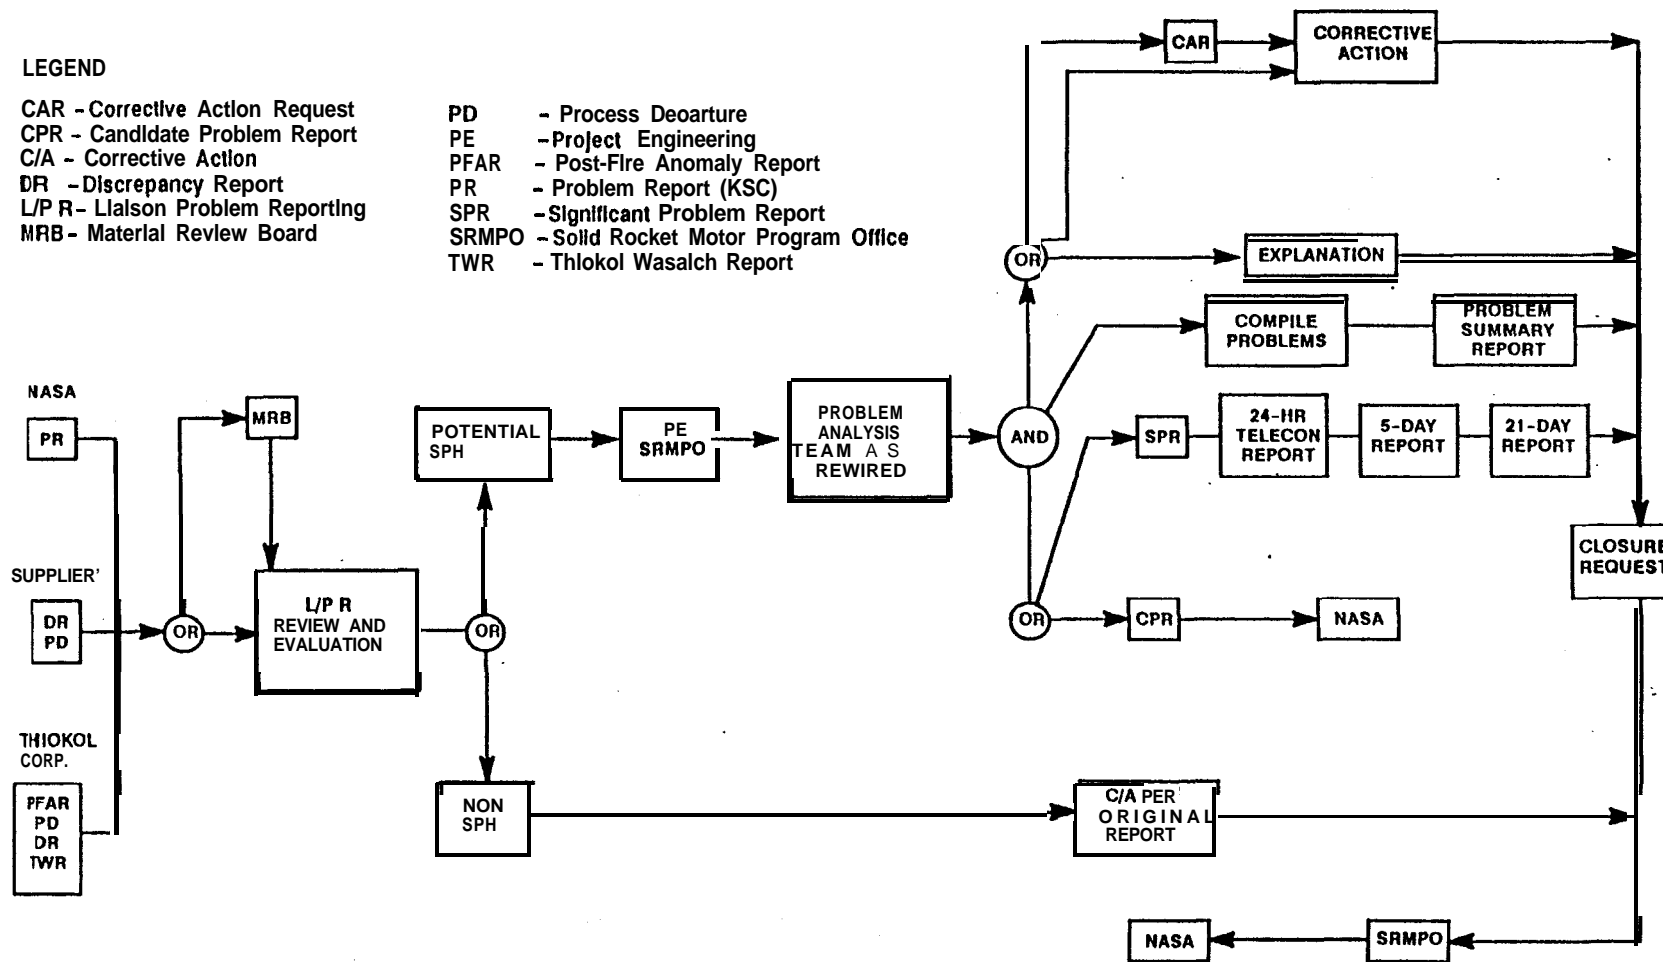 LEGEND
CAR - Corrective Action Request
CPR - Candidate Problem Report
C/A - Corrective Action
DR - Discrepancy Report
L/P R - Llalson Problem Reporting
MRB - Material Review Board
PD - Process Deoarture
PE - Project Engineering
PFAR - Post-Flre Anomaly Report
PR - Problem Report (KSC)
SPR - Significant Problem Report
SRMPO - Solid Rocket Motor Program Office
TWR - Thlokol Wasalch Report
CAR
CORRECTIVE
ACTION
OR
EXPLANATION
COMPILE
PROBLEMS
PROBLEM
SUMMARY
REPORT
NASA
PR
MRB
POTENTIAL
SPH
PE
SRMPO
PROBLEM
ANALYSIS
TEAM A S
REWIRED
AND
SPR
24-HR
TELECON
REPORT
5-DAY
REPORT
21-DAY
REPORT
CLOSURE
REQUEST
SUPPLIER'
DR
PD
OR
L/P R
REVIEW AND
EVALUATION
OR
OR
CPR
NASA
THIOKOL
CORP.
PFAR
PD
DR
TWR
NON
SPH
C/A PER
ORIGINAL
REPORT
NASA
SRMPO